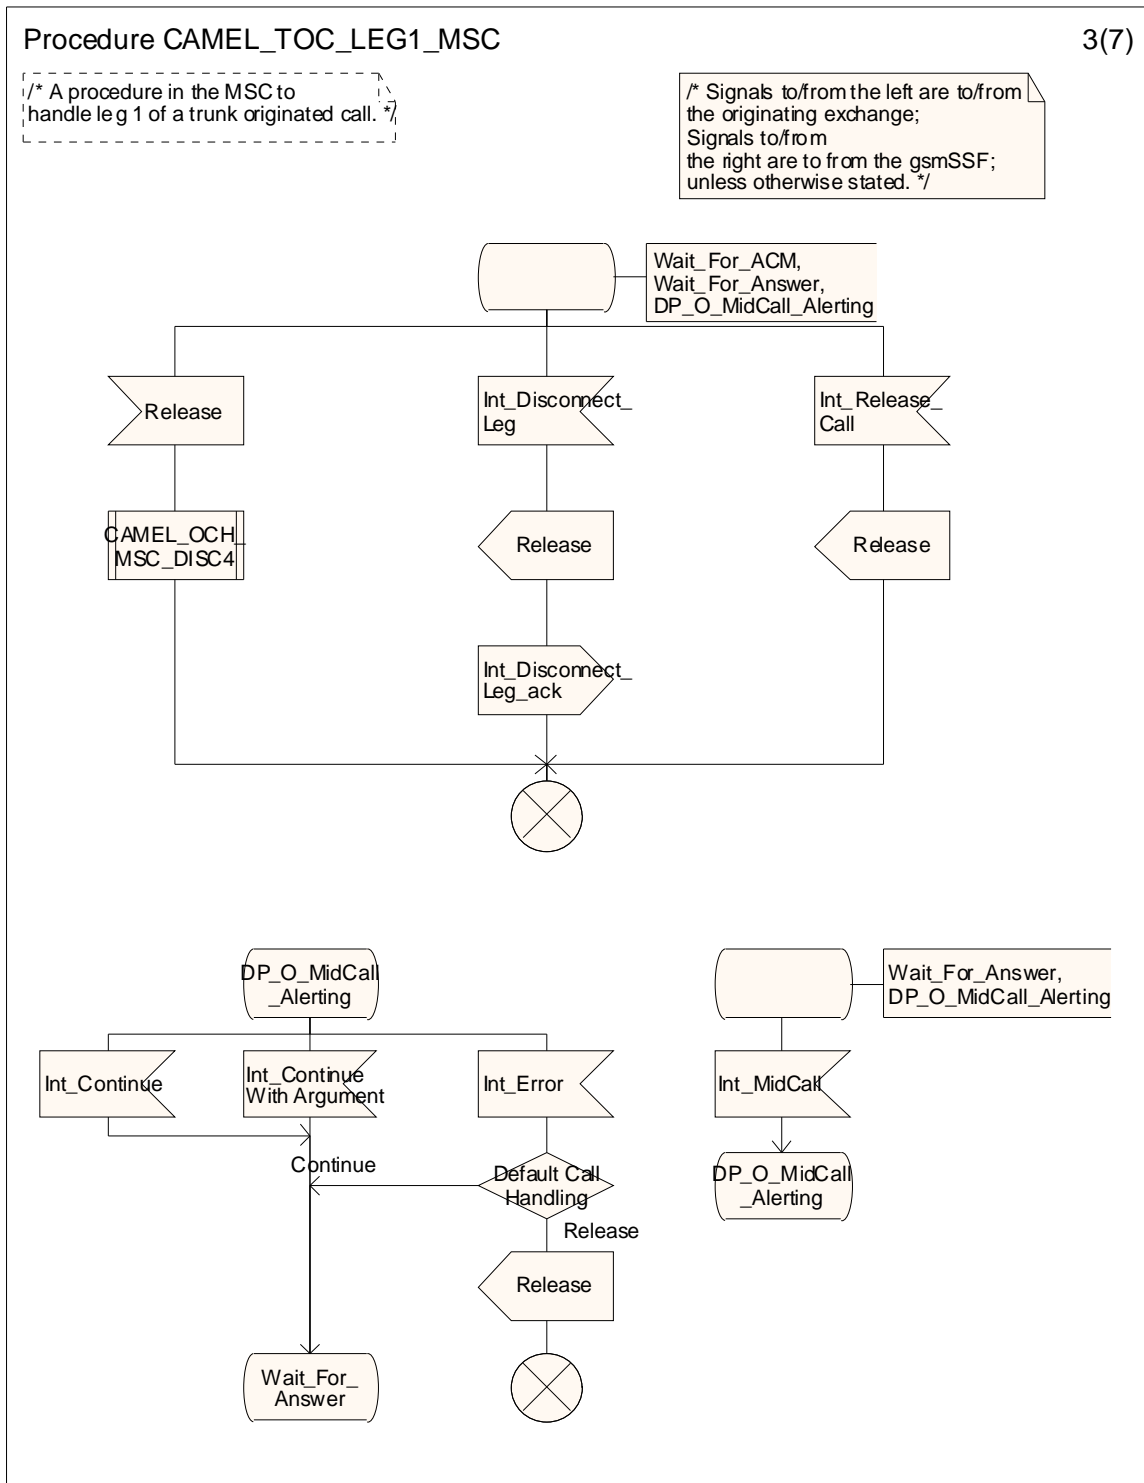 Procedure CAMEL_TOC_LEG1_MSC
3(7)
/* A procedure in the MSC to
handle leg 1 of a trunk originated call. */
/* Signals to/from the left are to/from
the originating exchange;
Signals to/from
the right are to from the gsmSSF;
unless otherwise stated. */
Wait_For_ACM,
Wait_For_Answer,
DP_O_MidCall_Alerting
Release
Int_Disconnect_
Leg
Int_Release_
Call
CAMEL_OCH_
MSC_DISC4
Release
Release
Int_Disconnect_
Leg_ack
DP_O_MidCall
_Alerting
Wait_For_Answer,
DP_O_MidCall_Alerting
Int_Continue
Int_Continue
With Argument
Int_Error
Int_MidCall
Continue
Default Call
Handling
DP_O_MidCall
_Alerting
Release
Release
Wait_For_
Answer